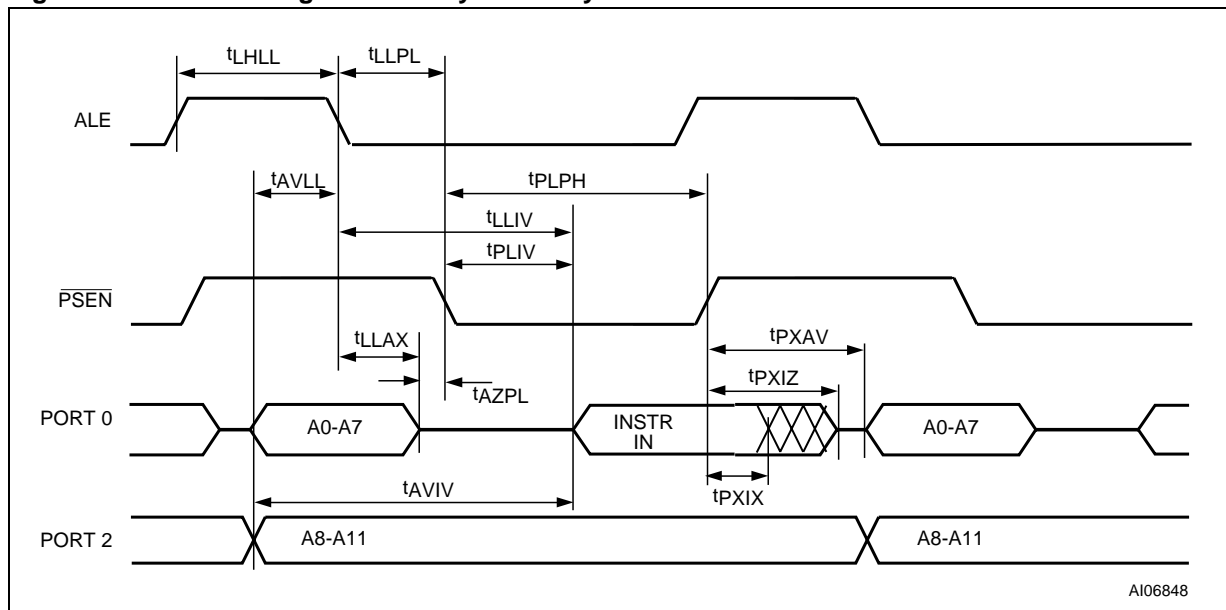 tLHLL
tLLPL
ALE
tAVLL
tPLPH
tLLIV
tPLIV
PSEN
tLLAX
tPXAV
tPXIZ
tAZPL
PORT 0
A0-A7
INSTR
IN
A0-A7
tPXIX
tAVIV
PORT 2
A8-A11
A8-A11
AI06848